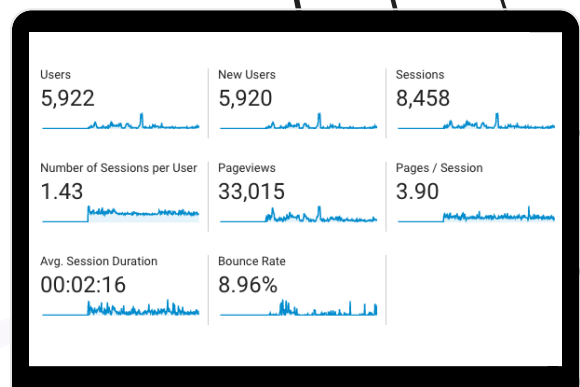 Users
5,922
New Users
5,920
Sessions
8,458
Number of Sessions per User
1.43
Pageviews
33,015
Pages / Session
3.90
Avg. Session Duration
00:02:16
Bounce Rate
8.96%